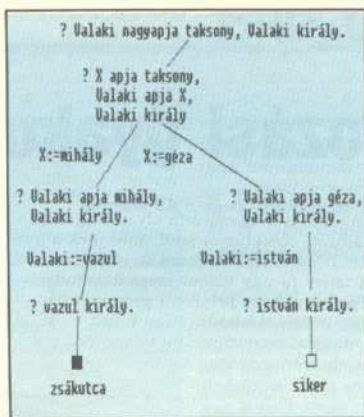 ? Valaki nagyapja taksony, Valaki király.
? X apja taksony,
Valaki apja X,
Valaki király
X:=mihály
X:=géza
? Valaki apja mihály,
Valaki király.
? Valaki apja géza,
Valaki király.
Valaki:=vazul
Valaki:=istván
? vazul király.
? istván király.
zsákutca
siker